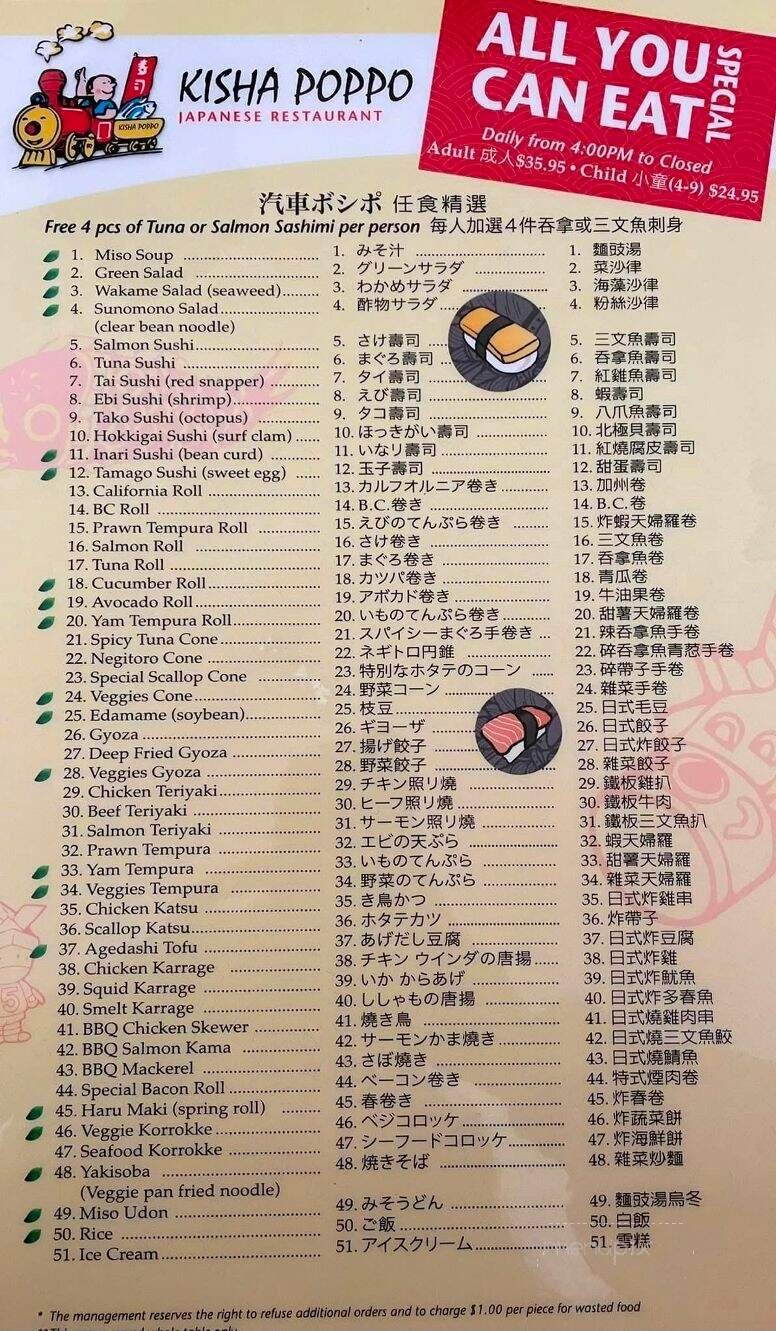 KISHA POPPO
KISHA POPPO
JAPANESE RESTAURANT
ALL YOU
CAN EAT
SPECIAL
Daily from 4:00PM to Closed
Adult 成人$35.95 • Child 小童(4-9) $24.95
汽車ボシポ 任食精選
Free 4 pcs of Tuna or Salmon Sashimi per person 每人加選4件吞拿或三文魚刺身
1. Miso Soup 1. みそ汁 1. 麵豉湯
2. Green Salad 2. グリーンサラダ 2. 菜沙律
3. Wakame Salad (seaweed) 3. わかめサラダ 3. 海藻沙律
4. Sunomono Salad 4. 酢物サラダ 4. 粉絲沙律
(clear bean noodle)
5. Salmon Sushi 5. さけ壽司 5. 三文魚壽司
6. Tuna Sushi 6. まぐろ壽司 6. 吞拿魚壽司
7. Tai Sushi (red snapper) 7. タイ壽司 7. 紅雞魚壽司
8. Ebi Sushi (shrimp) 8. えび壽司 8. 蝦壽司
9. Tako Sushi (octopus) 9. タコ壽司 9. 八爪魚壽司
10. Hokkigai Sushi (surf clam) 10. ほっきがい壽司 10. 北極貝壽司
11. Inari Sushi (bean curd) 11. いなリ壽司 11. 紅燒腐皮壽司
12. Tamago Sushi (sweet egg) 12. 玉子壽司 12. 甜蛋壽司
13. California Roll 13. カルフオルニア巻き 13. 加州卷
14. BC Roll 14. B.C.巻き 14. B.C.卷
15. Prawn Tempura Roll 15. えびのてんぷら巻き 15. 炸蝦天婦羅卷
16. Salmon Roll 16. さけ巻き 16. 三文魚卷
17. Tuna Roll 17. まぐろ巻き 17. 吞拿魚卷
18. Cucumber Roll 18. カツパ巻き 18. 青瓜卷
19. Avocado Roll 19. アボカド巻き 19. 牛油果卷
20. Yam Tempura Roll 20. いものてんぷら巻き 20. 甜薯天婦羅卷
21. Spicy Tuna Cone 21. スパイシーまぐろ手巻き 21. 辣吞拿魚手卷
22. Negitoro Cone 22. ネギトロ円錐 22. 碎吞拿魚青葱手卷
23. Special Scallop Cone 23. 特別なホタテのコーン 23. 碎帶子手卷
24. Veggies Cone 24. 野菜コーン 24. 雜菜手卷
25. Edamame (soybean) 25. 枝豆 25. 日式毛豆
26. Gyoza 26. ギヨーザ 26. 日式餃子
27. Deep Fried Gyoza 27. 揚げ餃子 27. 日式炸餃子
28. Veggies Gyoza 28. 野菜餃子 28. 雜菜餃子
29. Chicken Teriyaki 29. チキン照リ燒 29. 鐵板雞扒
30. Beef Teriyaki 30. ヒーフ照リ燒 30. 鐵板牛肉
31. Salmon Teriyaki 31. サーモン照リ燒 31. 鐵板三文魚扒
32. Prawn Tempura 32. エビの天ぷら 32. 蝦天婦羅
33. Yam Tempura 33. いものてんぷら 33. 甜薯天婦羅
34. Veggies Tempura 34. 野菜のてんぷら 34. 雜菜天婦羅
35. Chicken Katsu 35. き鳥かつ 35. 日式炸雞串
36. Scallop Katsu 36. ホタテカツ 36. 炸帶子
37. Agedashi Tofu 37. あげだし豆腐 37. 日式炸豆腐
38. Chicken Karrage 38. チキン ウインダの唐揚 38. 日式炸雞
39. Squid Karrage 39. いか からあげ 39. 日式炸魷魚
40. Smelt Karrage 40. ししゃもの唐揚 40. 日式炸多春魚
41. BBQ Chicken Skewer 41. 燒き鳥 41. 日式燒雞肉串
42. BBQ Salmon Kama 42. サーモンかま燒き 42. 日式燒三文魚鮫
43. BBQ Mackerel 43. さぼ燒き 43. 日式燒鯖魚
44. Special Bacon Roll 44. ベーコン巻き 44. 特式煙肉卷
45. Haru Maki (spring roll) 45. 春巻き 45. 炸春卷
46. Veggie Korrokke 46. ベジコロッケ 46. 炸蔬菜餅
47. Seafood Korrokke 47. シーフードコロッケ 47. 炸海鮮餅
48. Yakisoba 48. 焼きそば 48. 雜菜炒麵
(Veggie pan fried noodle)
49. Miso Udon 49. みそうどん 49. 麵豉湯烏冬
50. Rice 50. ご飯 50. 白飯
51. Ice Cream 51. アイスクリーム 51. 雪糕
* The management reserves the right to refuse additional orders and to charge $1.00 per piece for wasted food